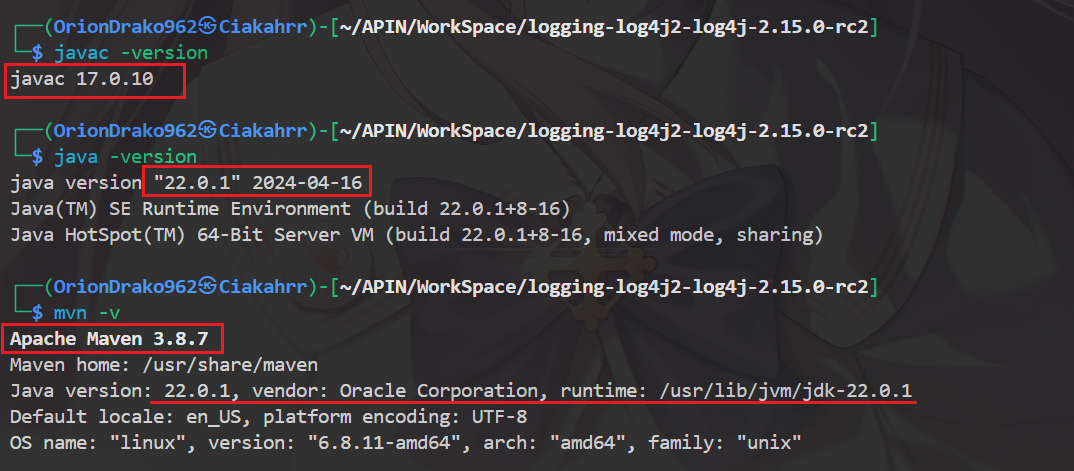 ┌──(OrionDrako962㉿Ciakahrr)-[~/APIN/WorkSpace/logging-log4j2-log4j-2.15.0-rc2]
└─$ javac -version
javac 17.0.10
┌──(OrionDrako962㉿Ciakahrr)-[~/APIN/WorkSpace/logging-log4j2-log4j-2.15.0-rc2]
└─$ java -version
java version "22.0.1" 2024-04-16
Java(TM) SE Runtime Environment (build 22.0.1+8-16)
Java HotSpot(TM) 64-Bit Server VM (build 22.0.1+8-16, mixed mode, sharing)
┌──(OrionDrako962㉿Ciakahrr)-[~/APIN/WorkSpace/logging-log4j2-log4j-2.15.0-rc2]
└─$ mvn -v
Apache Maven 3.8.7
Maven home: /usr/share/maven
Java version: 22.0.1, vendor: Oracle Corporation, runtime: /usr/lib/jvm/jdk-22.0.1
Default locale: en_US, platform encoding: UTF-8
OS name: "linux", version: "6.8.11-amd64", arch: "amd64", family: "unix"